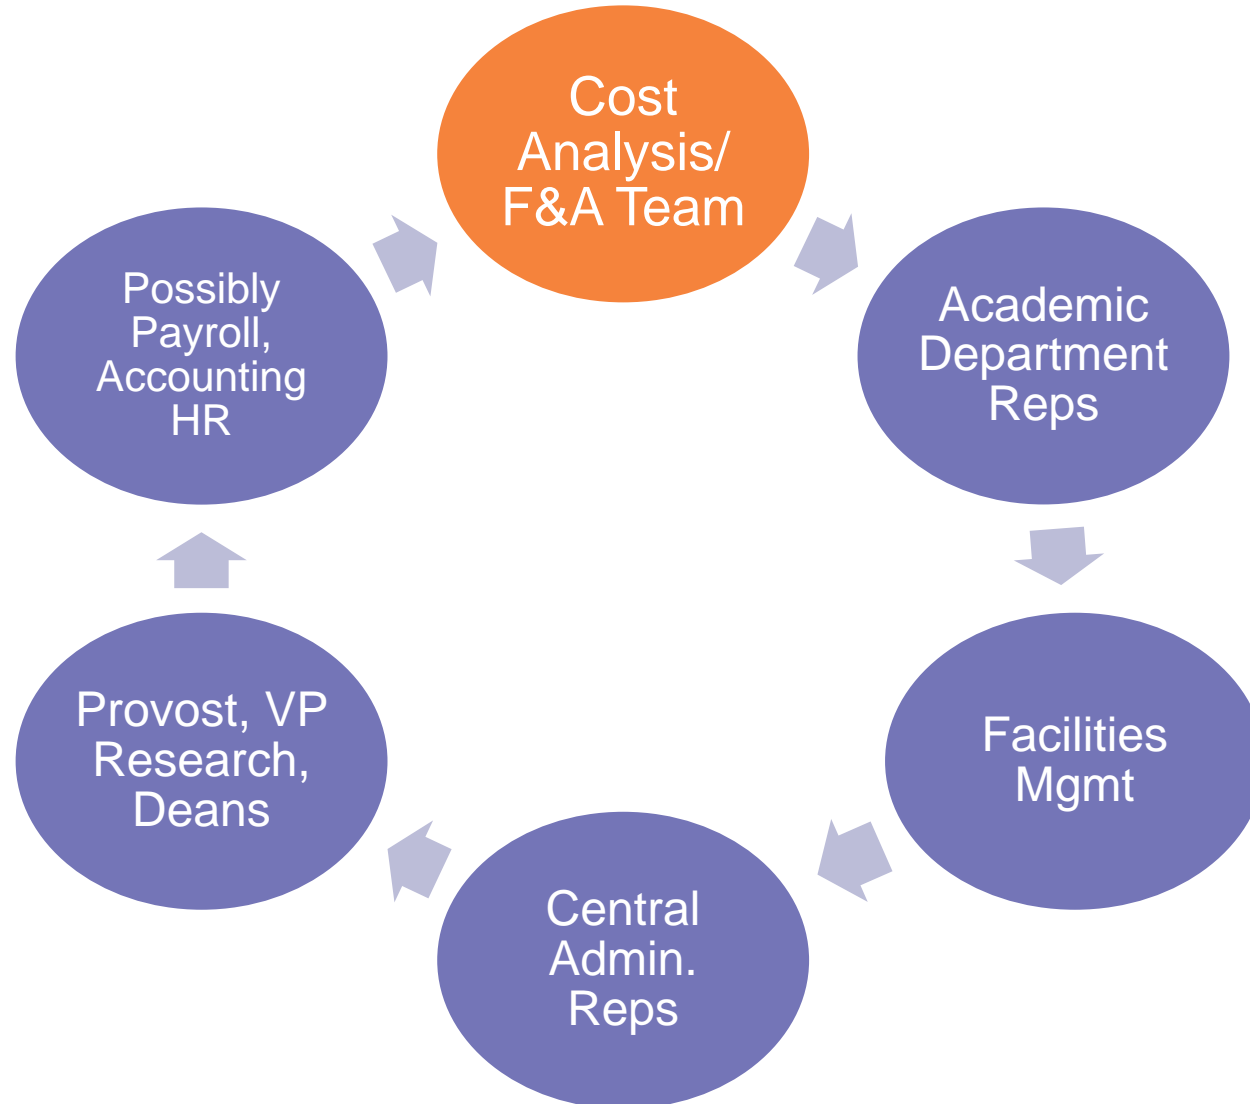 Cost
Analysis/
F&A Team
Academic
Department
Reps
Facilities
Mgmt
Central
Admin.
Reps
Provost, VP
Research,
Deans
Possibly
Payroll,
Accounting
HR